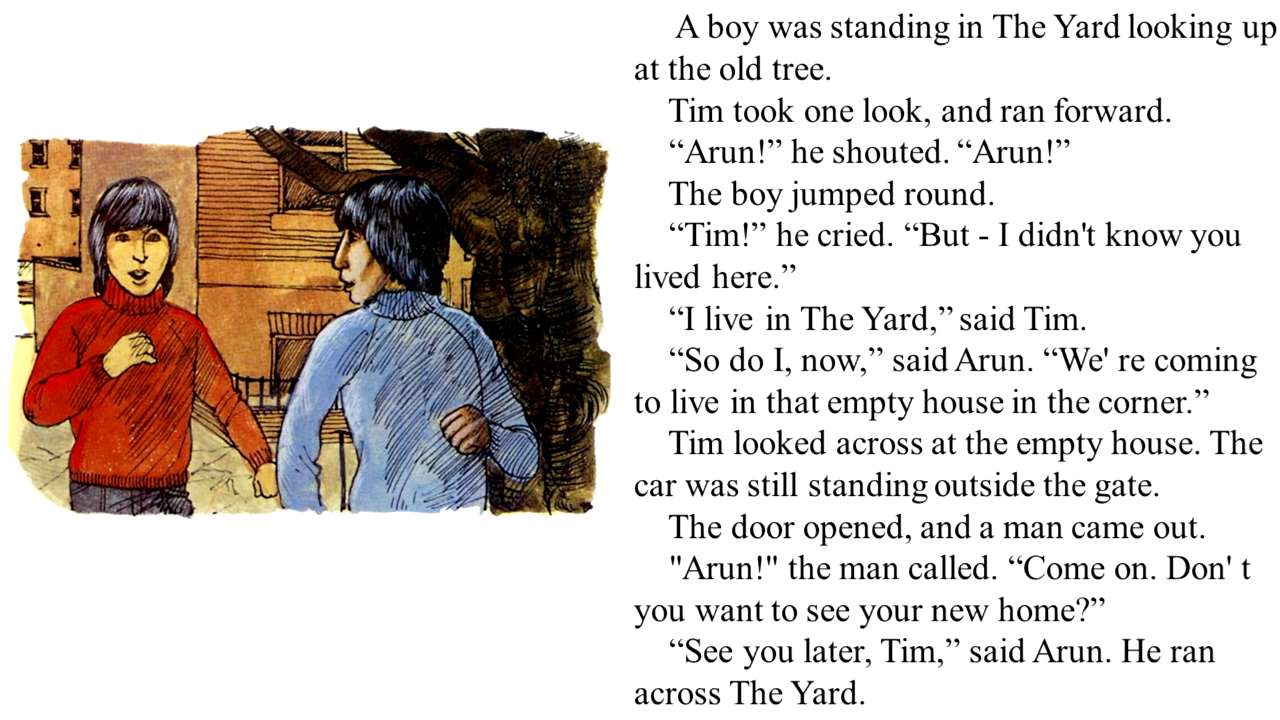 A boy was standing in The Yard looking up
at the old tree.
Tim took one look, and ran forward.
“Arun!” he shouted. “Arun!”
The boy jumped round.
“Tim!” he cried. “But - I didn't know you
lived here.”
“I live in The Yard,” said Tim.
“So do I, now,” said Arun. “We' re coming
to live in that empty house in the corner.”
Tim looked across at the empty house. The
car was still standing outside the gate.
The door opened, and a man came out.
"Arun!" the man called. “Come on. Don' t
you want to see your new home?”
“See you later, Tim,” said Arun. He ran
across The Yard.